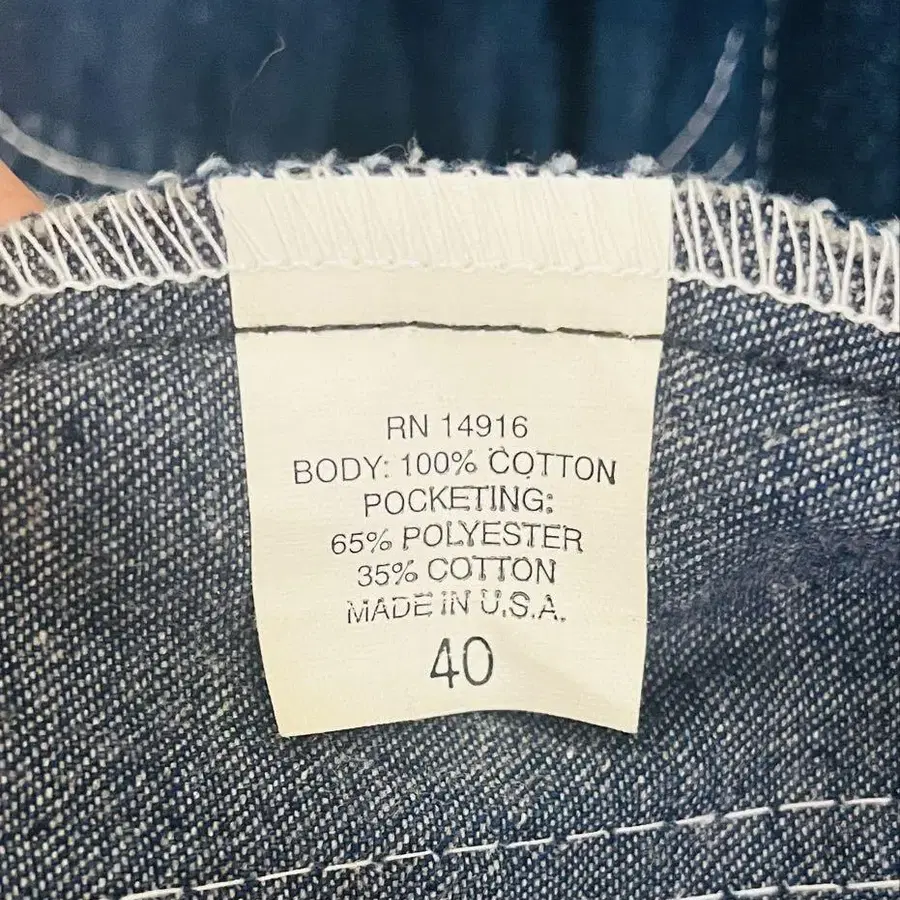 RN 14916
BODY: 100% COTTON
POCKETING:
65% POLYESTER
35% COTTON
MADE IN U.S.A.
40